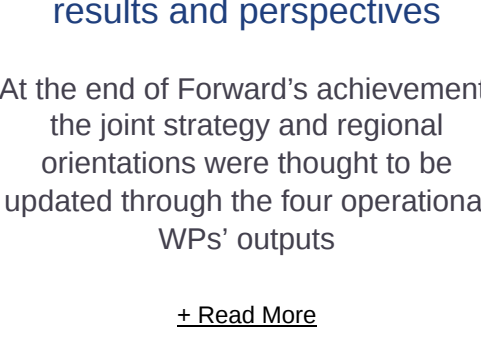 results and perspectives
At the end of Forward’s achievement
the joint strategy and regional
orientations were thought to be
updated through the four operationa
WPs’ outputs
+ Read More